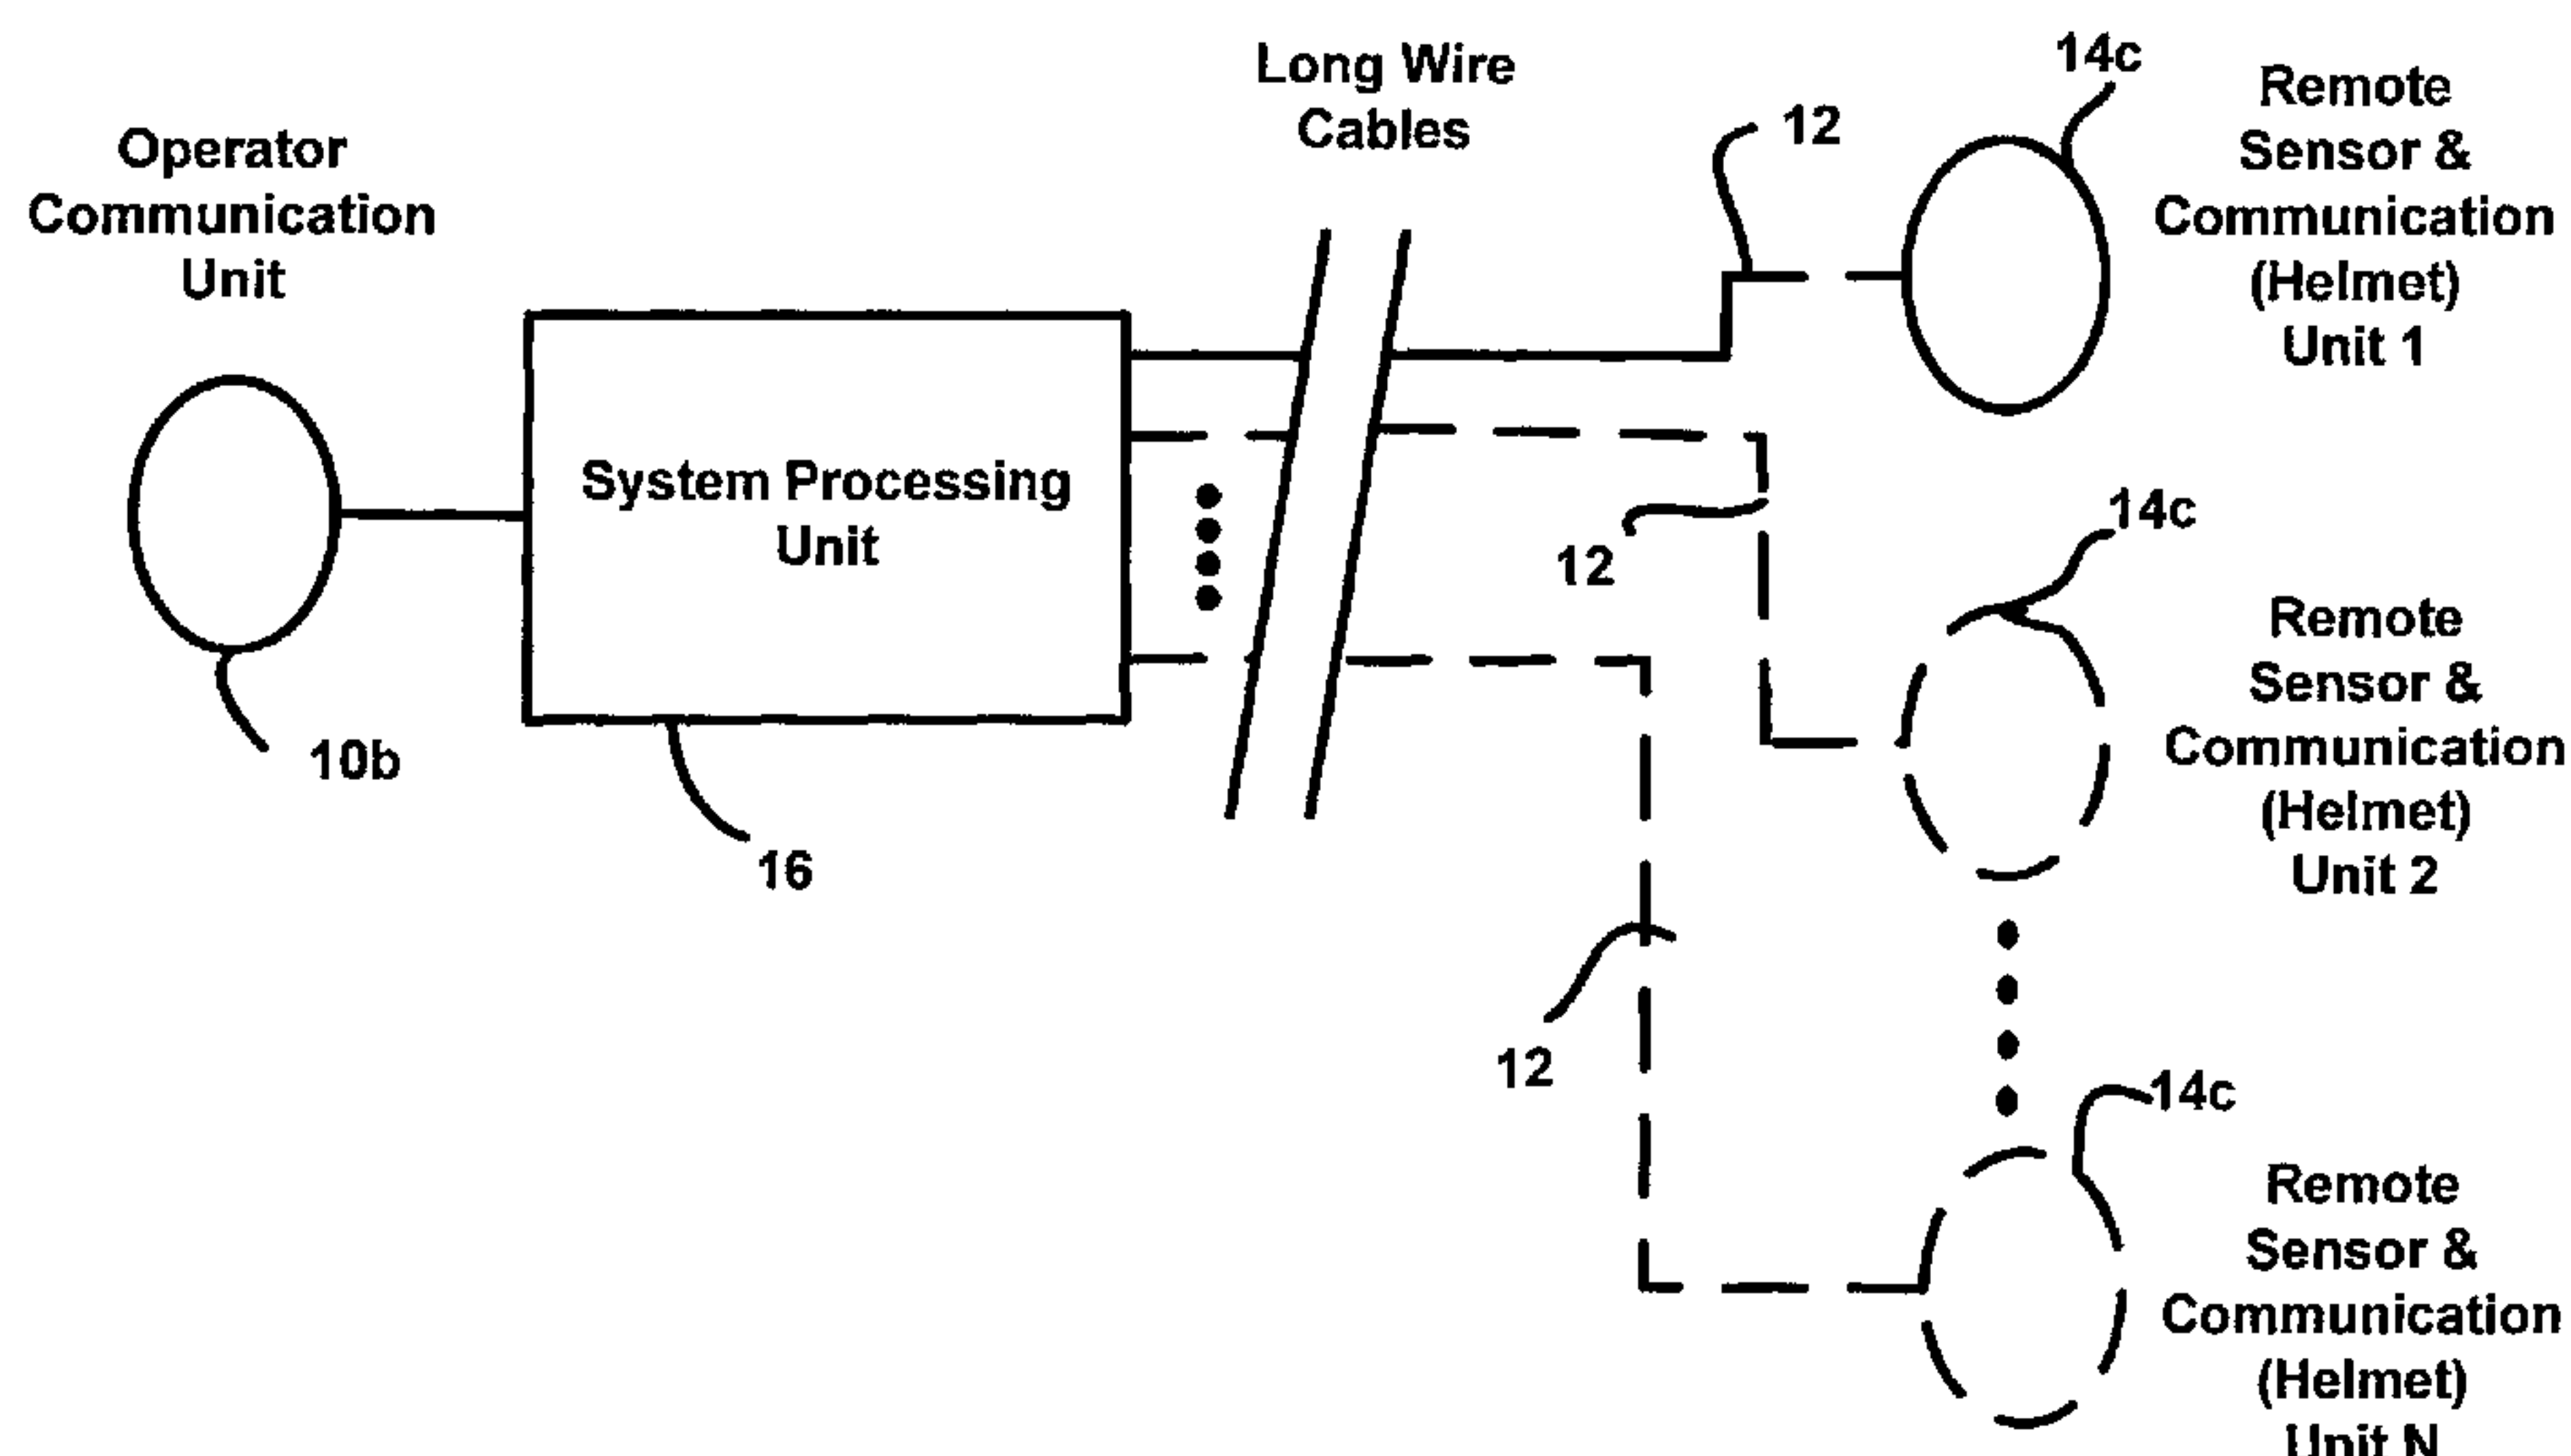 Operator
Communication
Unit
10b
System Processing
Unit
16
Long Wire
Cables
12
14c
Remote
Sensor &
Communication
(Helmet)
Unit 1
12
14c
Remote
Sensor &
Communication
(Helmet)
Unit 2
12
14c
Remote
Sensor &
Communication
(Helmet)
Unit N